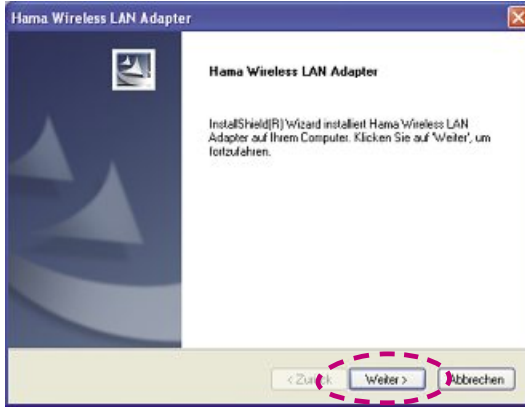 Hama Wireless LAN Adapter
Hama Wireless LAN Adapter
InstallShield(R) Wizard installiert Hama Wireless LAN
Adapter auf Ihrem Computer. Klicken Sie auf 'Weiter', um
fortzufahren.
< Zurück Weiter > Abbrechen